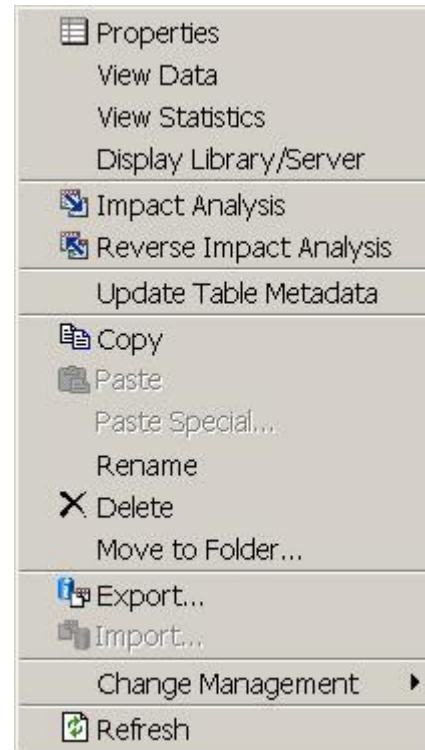 Properties
View Data
View Statistics
Display Library/Server
Impact Analysis
Reverse Impact Analysis
Update Table Metadata
Copy
Paste
Paste Special...
Rename
Delete
Move to Folder...
Export...
Import...
Change Management
Refresh